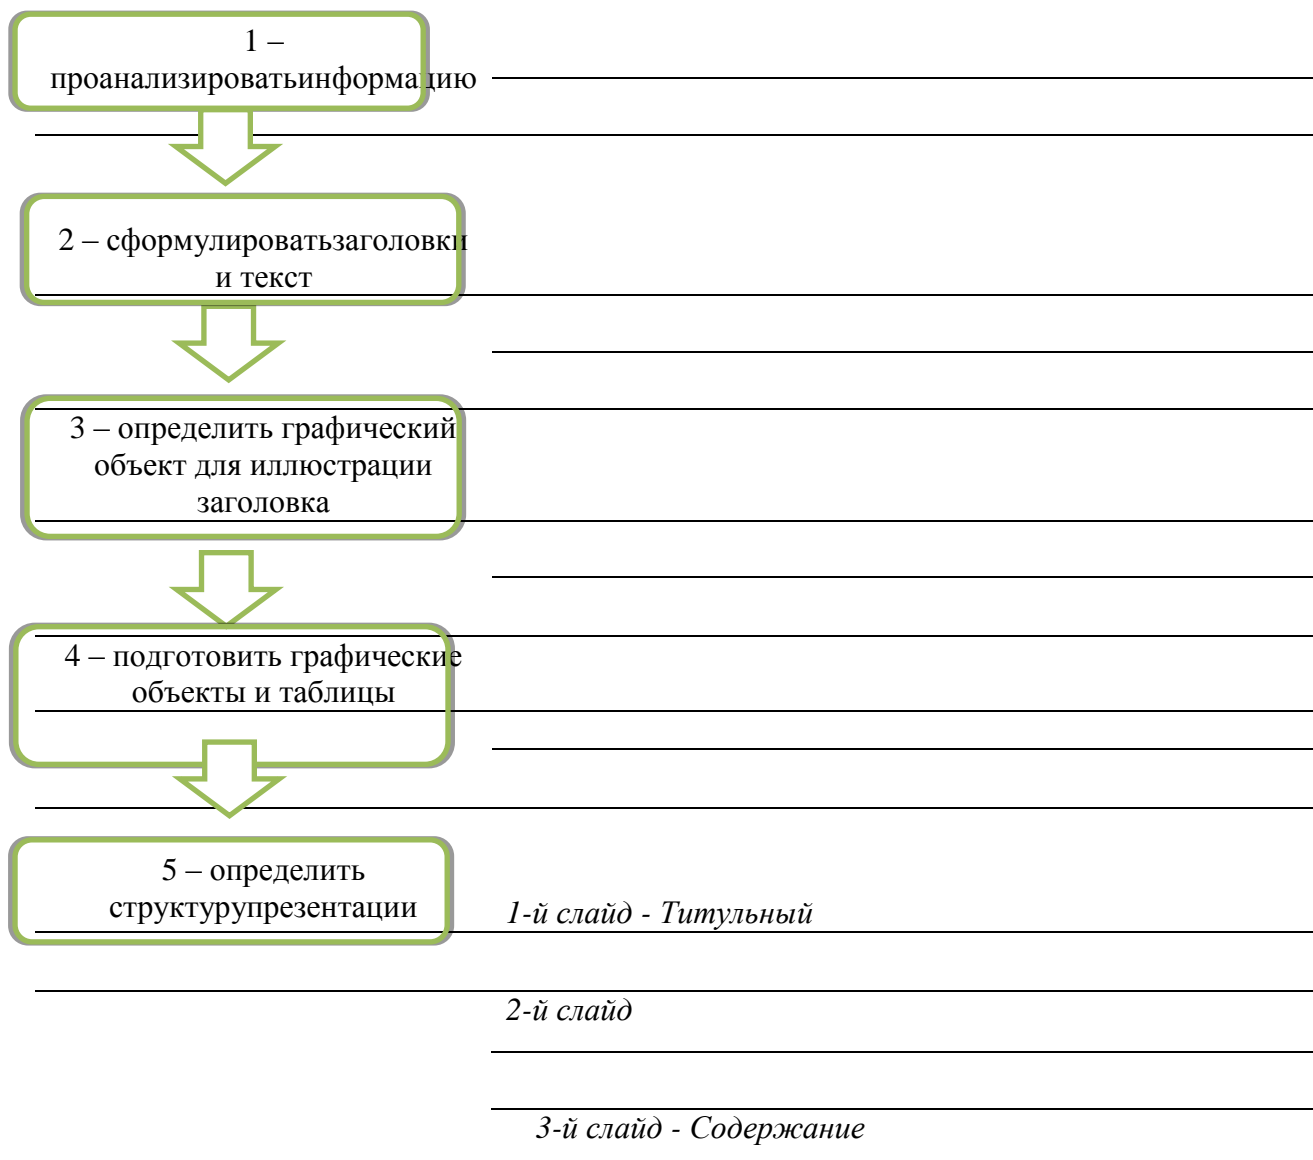 1 –
проанализироватьинформацию
2 – сформулироватьзаголовки
и текст
3 – определить графический
объект для иллюстрации
заголовка
4 – подготовить графические
объекты и таблицы
5 – определить
структурупрезентации
1-й слайд - Титульный
2-й слайд
3-й слайд - Содержание